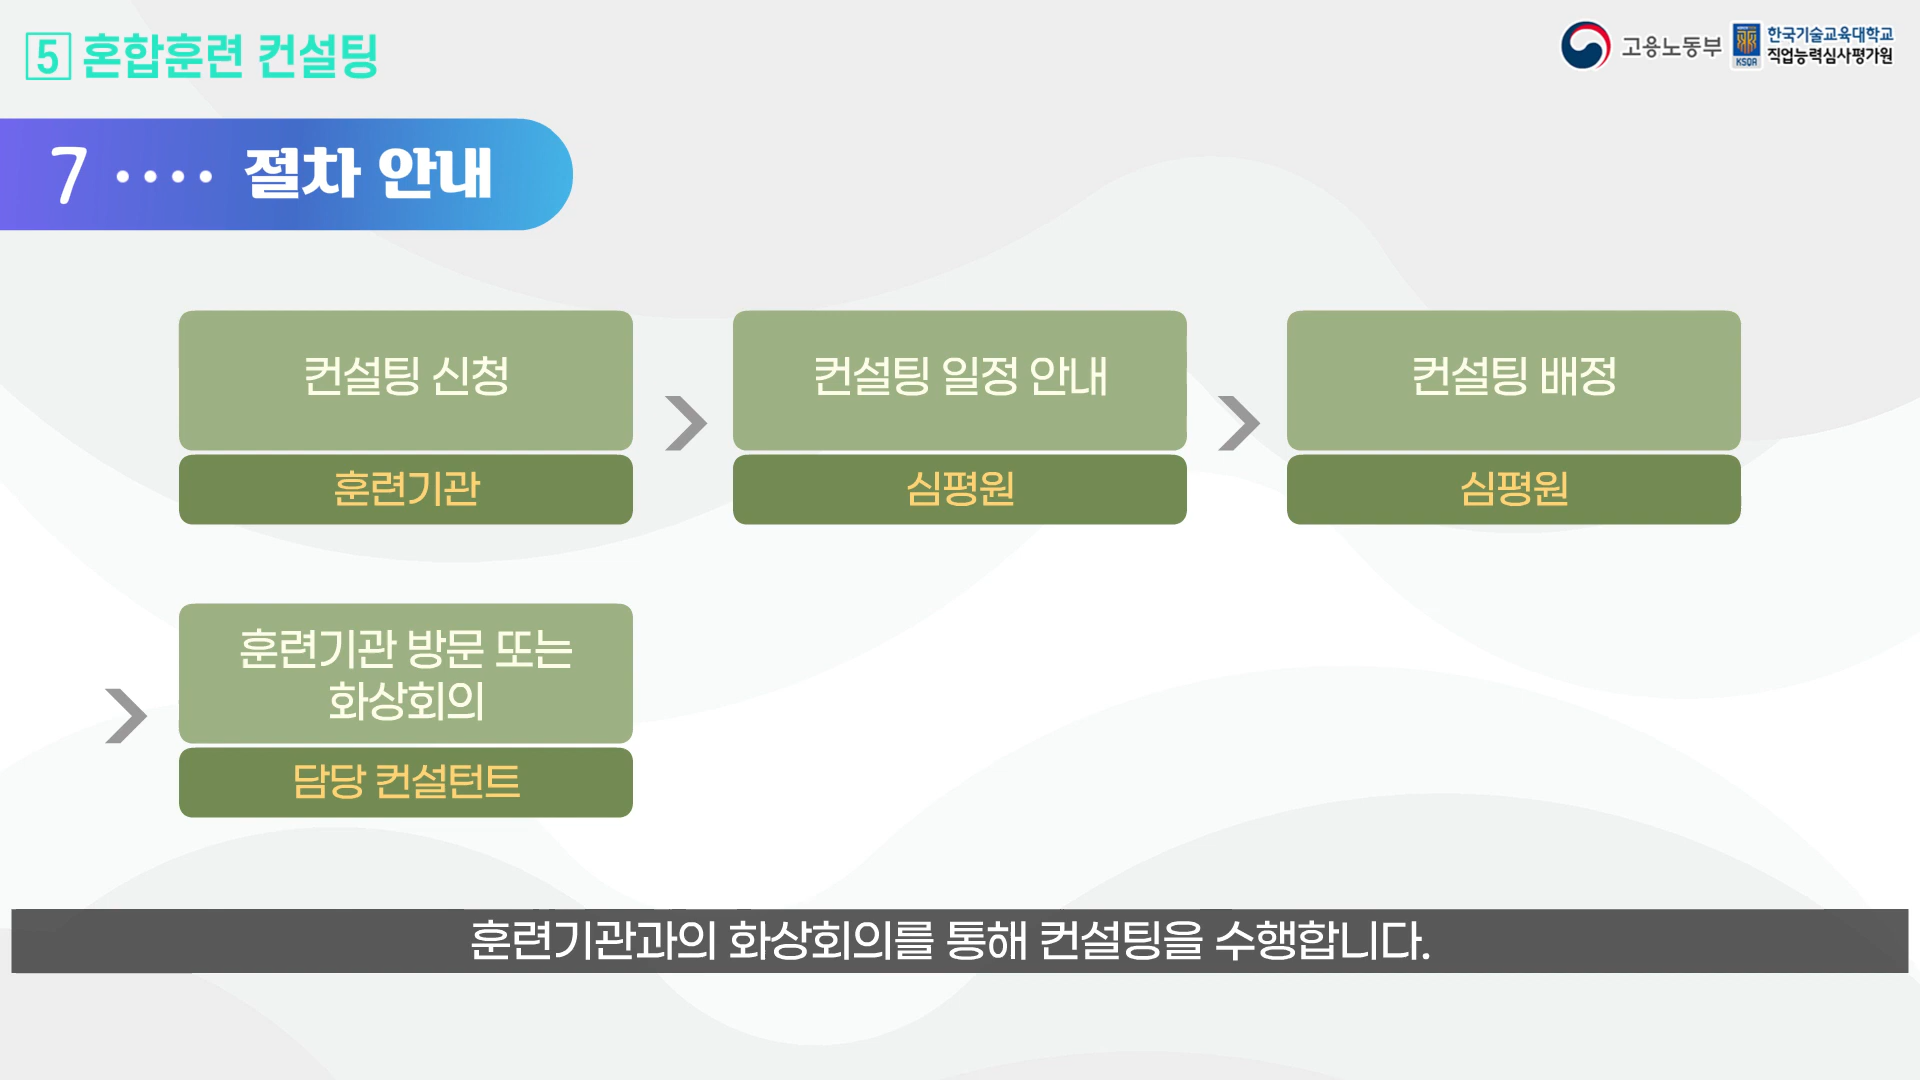 5 혼합훈련 컨설팅
고용노동부
한국기술교육대학교
직업능력심사평가원
KSQA
7 ···· 절차 안내
컨설팅 신청
훈련기관
컨설팅 일정 안내
심평원
컨설팅 배정
심평원
훈련기관 방문 또는
화상회의
담당 컨설턴트
훈련기관과의 화상회의를 통해 컨설팅을 수행합니다.